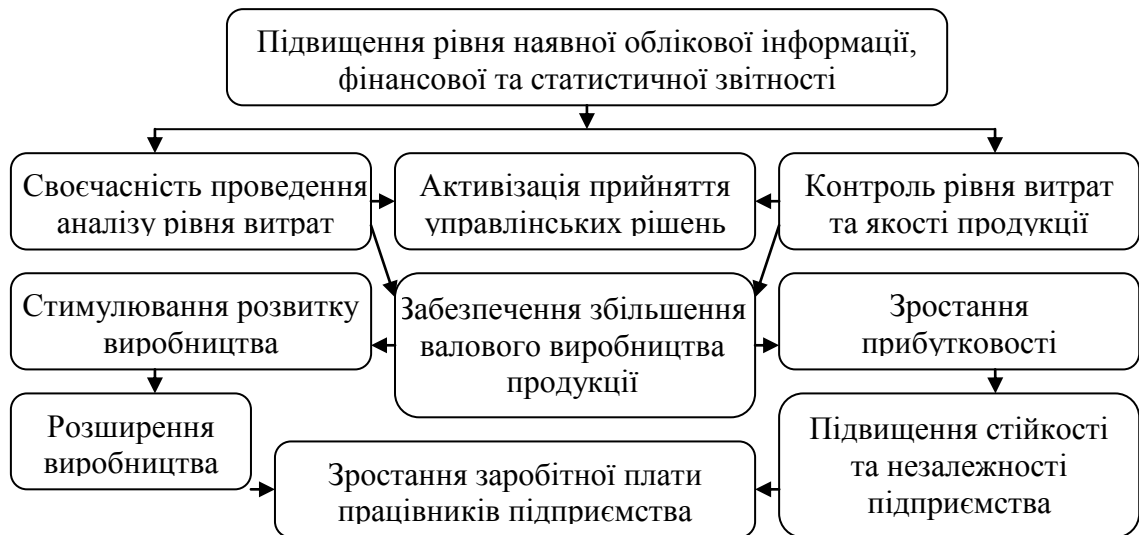 Підвищення рівня наявної облікової інформації,
фінансової та статистичної звітності
Своєчасність проведення
аналізу рівня витрат
Активізація прийняття
управлінських рішень
Контроль рівня витрат
та якості продукції
Стимулювання розвитку
виробництва
Забезпечення збільшення
валового виробництва
продукції
Зростання
прибутковості
Розширення
виробництва
Зростання заробітної плати
працівників підприємства
Підвищення стійкості
та незалежності
підприємства